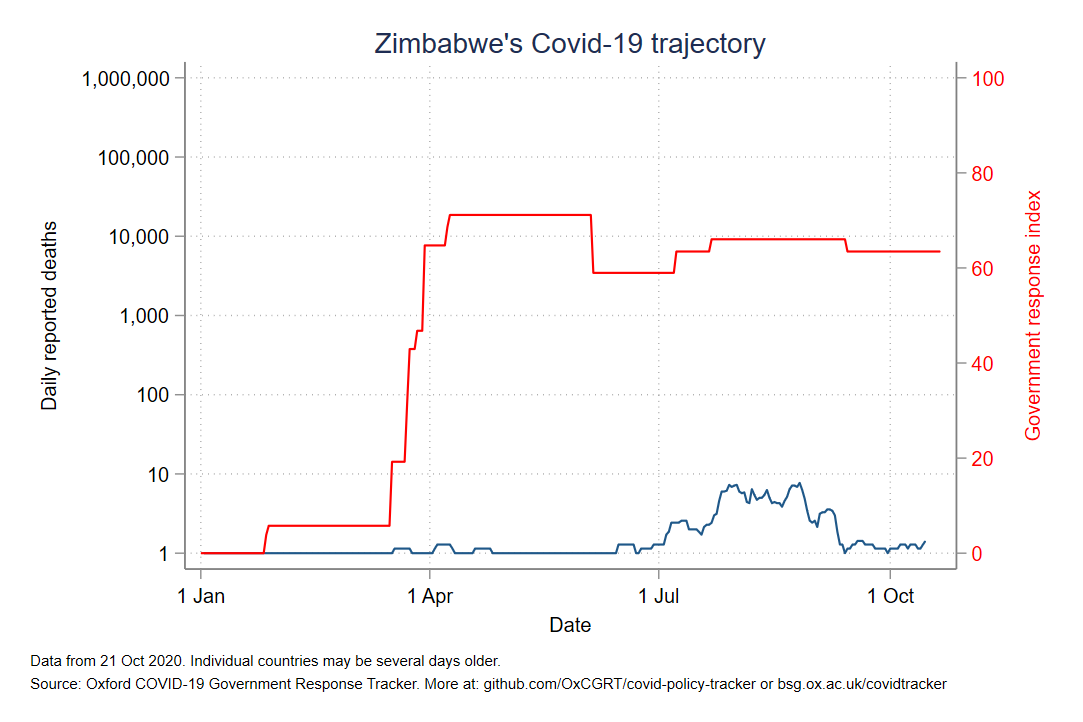 Zimbabwe's Covid-19 trajectory
1,000,000
100,000
10,000
1,000
100
10
1
Daily reported deaths
100
80
60
40
20
0
Government response index
1 Jan
1 Apr
1 Jul
1 Oct
Date
Data from 21 Oct 2020. Individual countries may be several days older.
Source: Oxford COVID-19 Government Response Tracker. More at: github.com/OxCGRT/covid-policy-tracker or bsg.ox.ac.uk/covidtracker